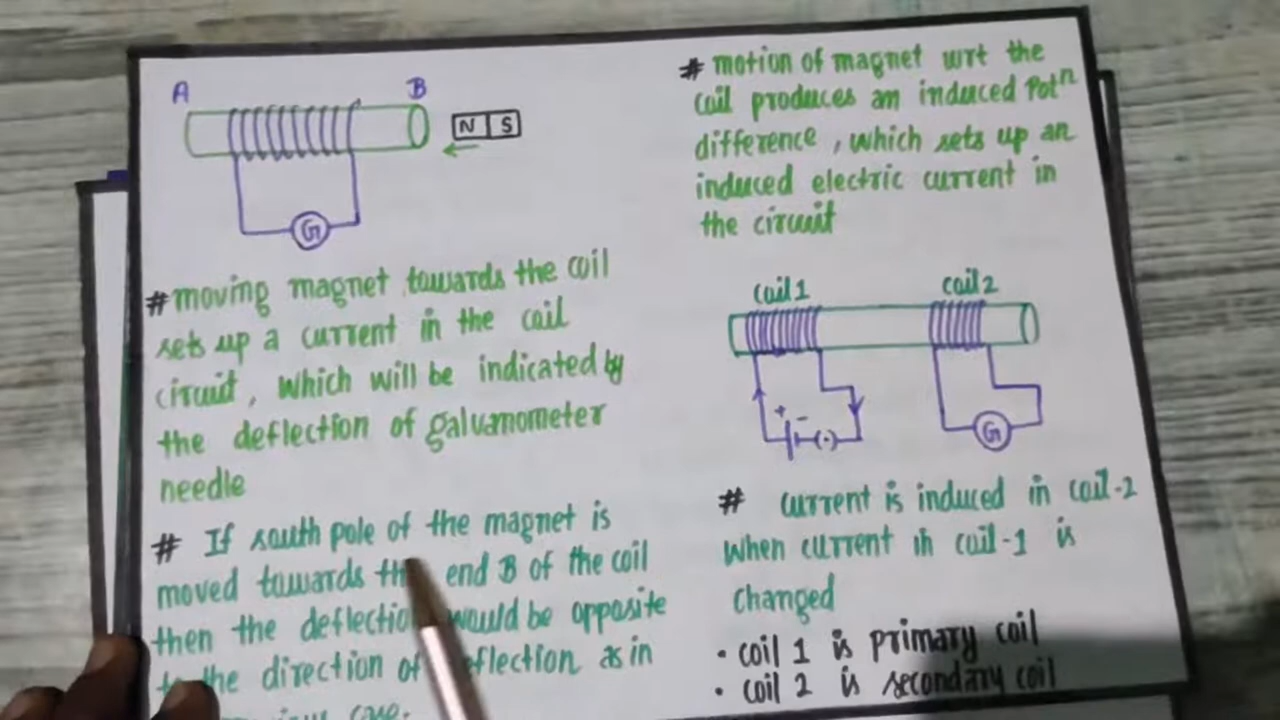 A
B
N S
G
# moving magnet towards the coil
sets up a current in the coil
circuit, which will be indicated by
the deflection of galvanometer
needle
# If south pole of the magnet is
moved towards the end B of the coil
then the deflection would be opposite
to the direction of deflection as in
case.
# motion of magnet wrt the
coil produces an induced Potⁿ
difference, which sets up an
induced electric current in
the circuit
coil 1
coil 2
+ -
(·)
G
# current is induced in coil-2
when current in coil-1 is
changed
• coil 1 is primary coil
• coil 2 is secondary coil